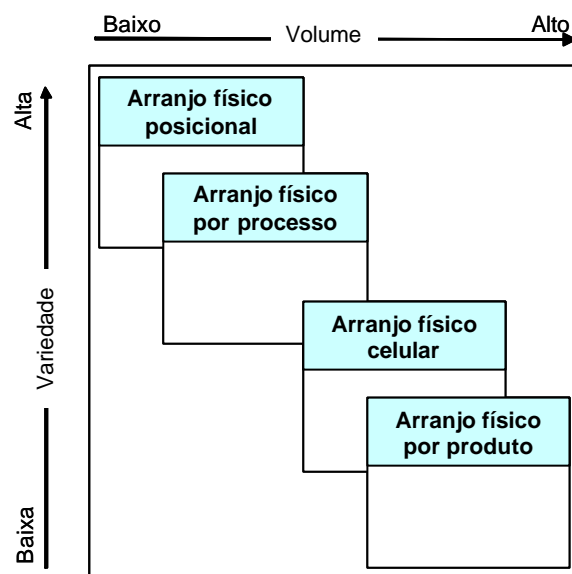 Baixo Volume Alto
Alta
Variedade
Baixa
Arranjo físico
posicional
Arranjo físico
por processo
Arranjo físico
celular
Arranjo físico
por produto